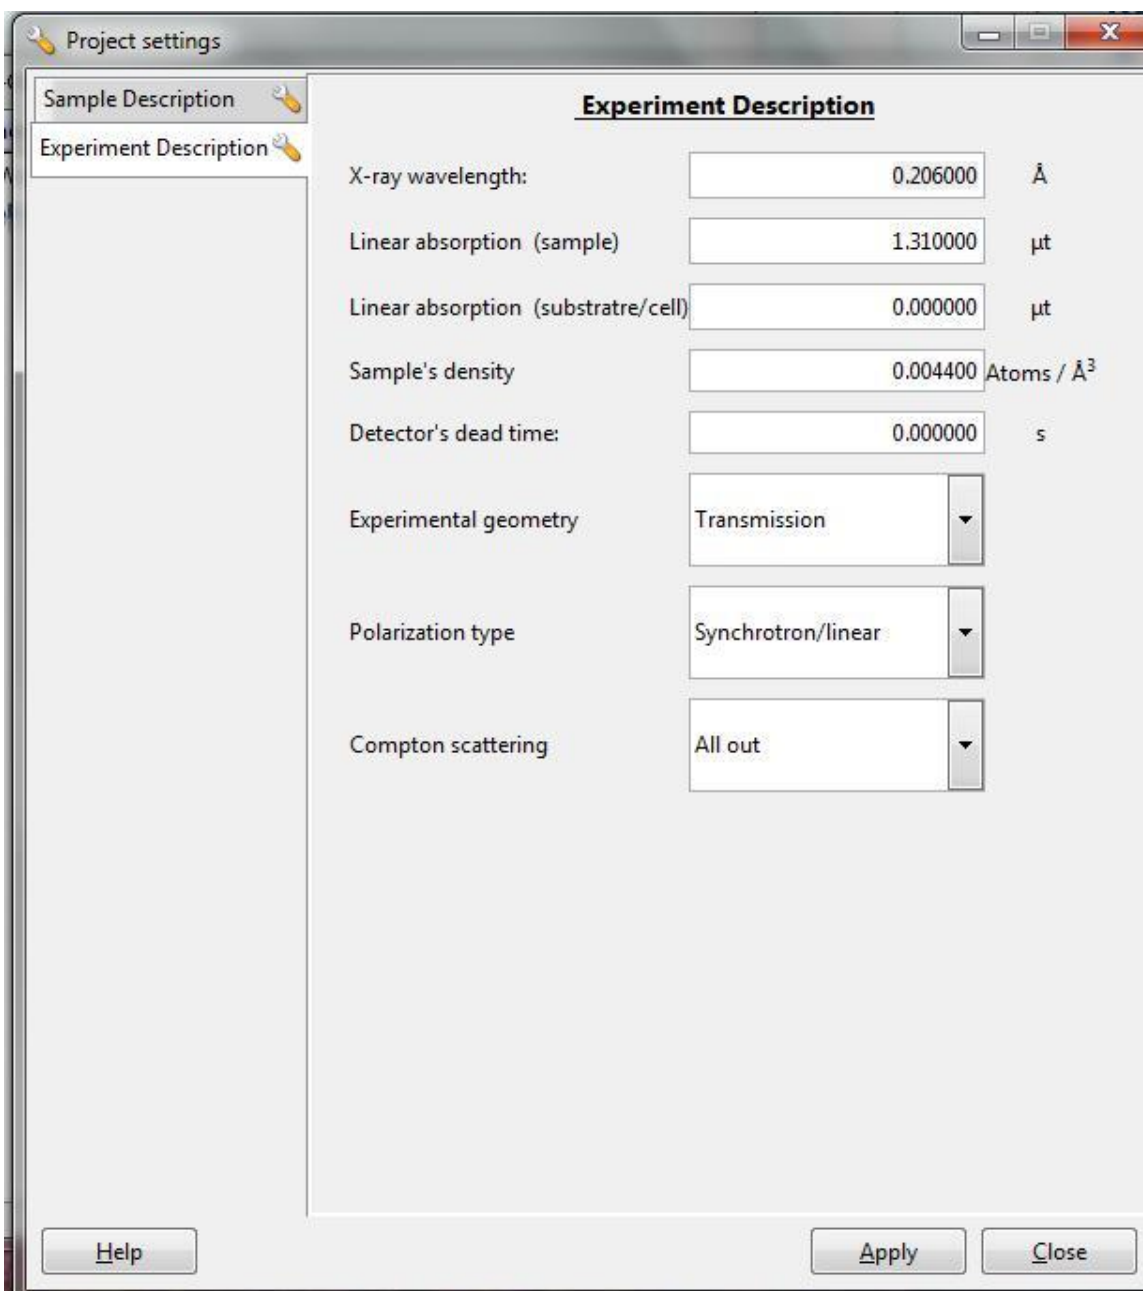 Project settings
Sample Description
Experiment Description
Experiment Description
X-ray wavelength: 0.206000 Å
Linear absorption (sample) 1.310000 µt
Linear absorption (substratre/cell) 0.000000 µt
Sample's density 0.004400 Atoms / Å³
Detector's dead time: 0.000000 s
Experimental geometry Transmission
Polarization type Synchrotron/linear
Compton scattering All out
Help Apply Close